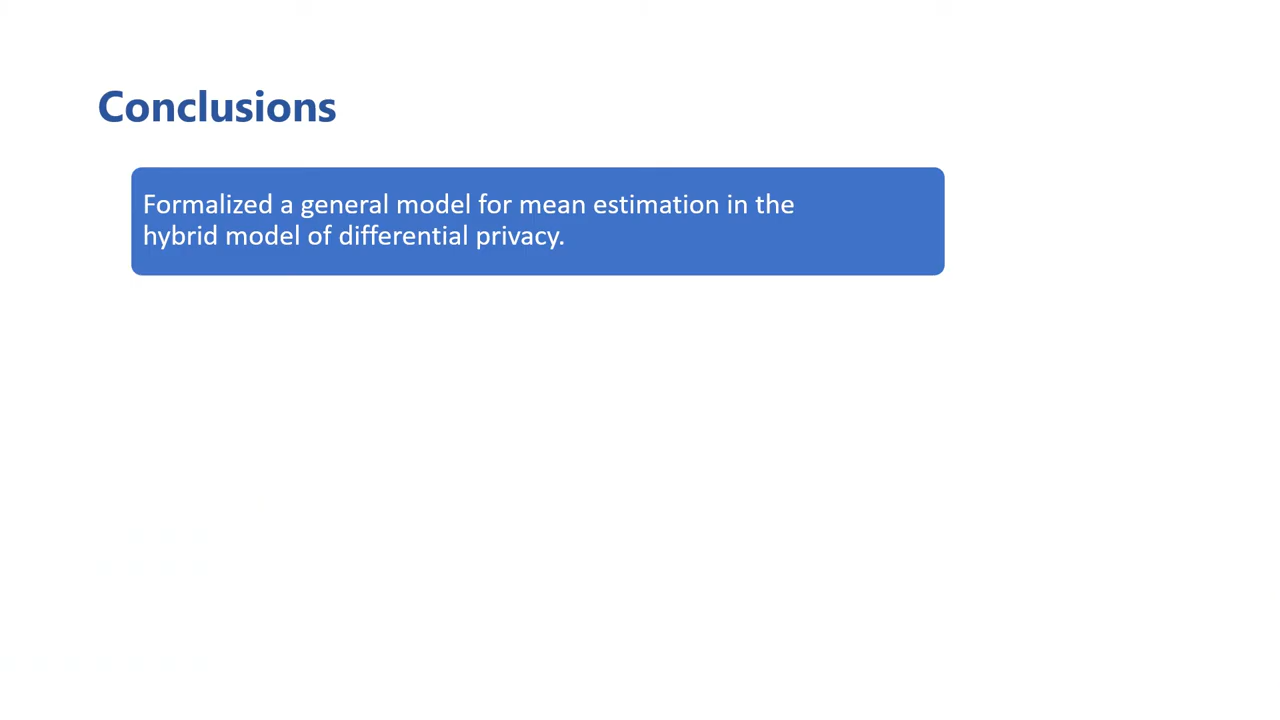 Conclusions
Formalized a general model for mean estimation in the
hybrid model of differential privacy.